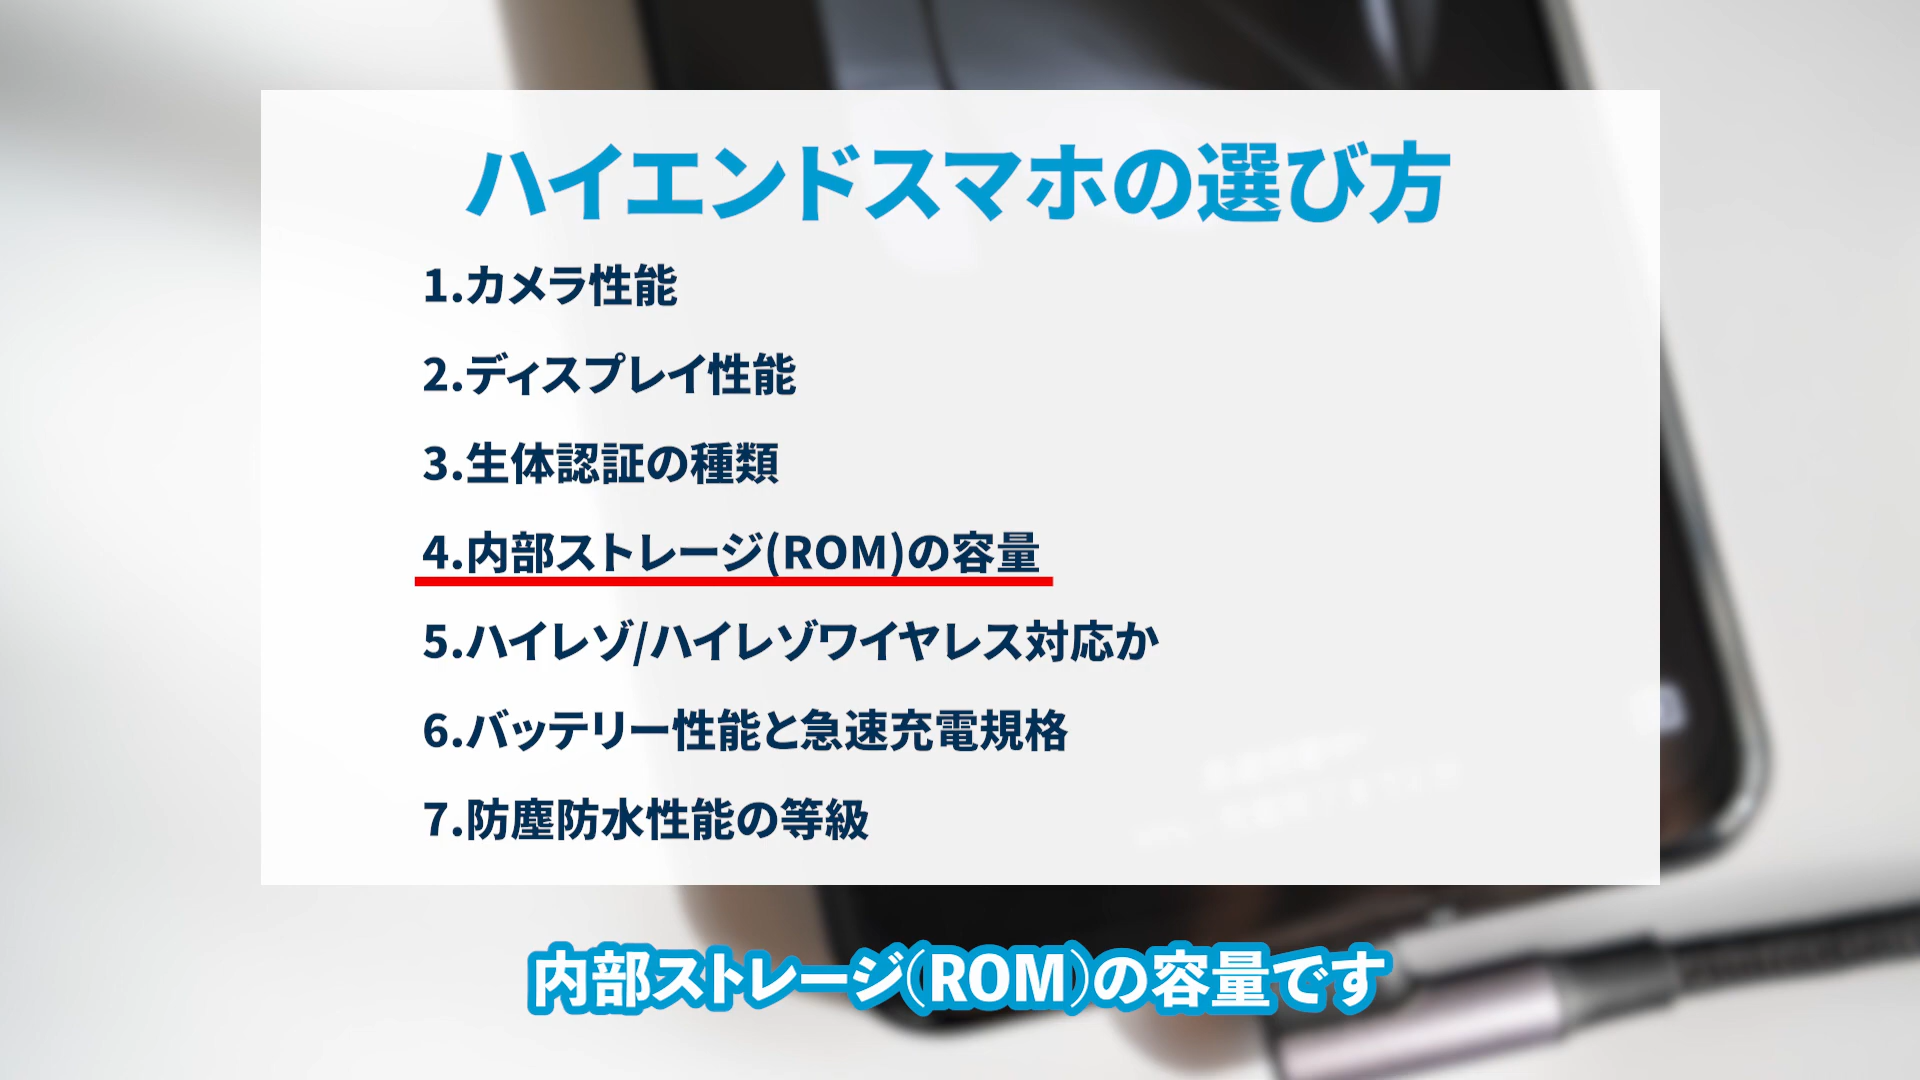 ハイエンドスマホの選び方
1.カメラ性能
2.ディスプレイ性能
3.生体認証の種類
4.内部ストレージ(ROM)の容量
5.ハイレゾ/ハイレゾワイヤレス対応か
6.バッテリー性能と急速充電規格
7.防塵防水性能の等級
内部ストレージ(ROM)の容量です